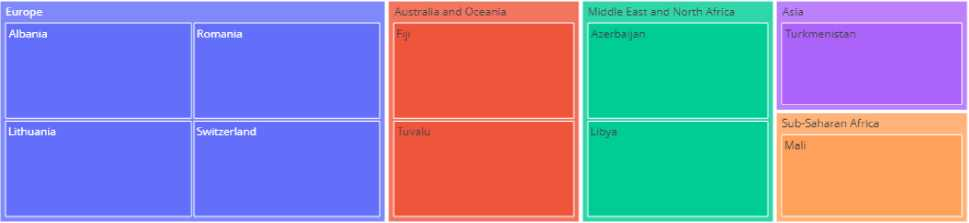 Europe
Albania
Romania
Lithuania
Switzerland
Australia and Oceania
Fiji
Tuvalu
Middle East and North Africa
Azerbaijan
Libya
Asia
Turkmenistan
Sub-Saharan Africa
Mali